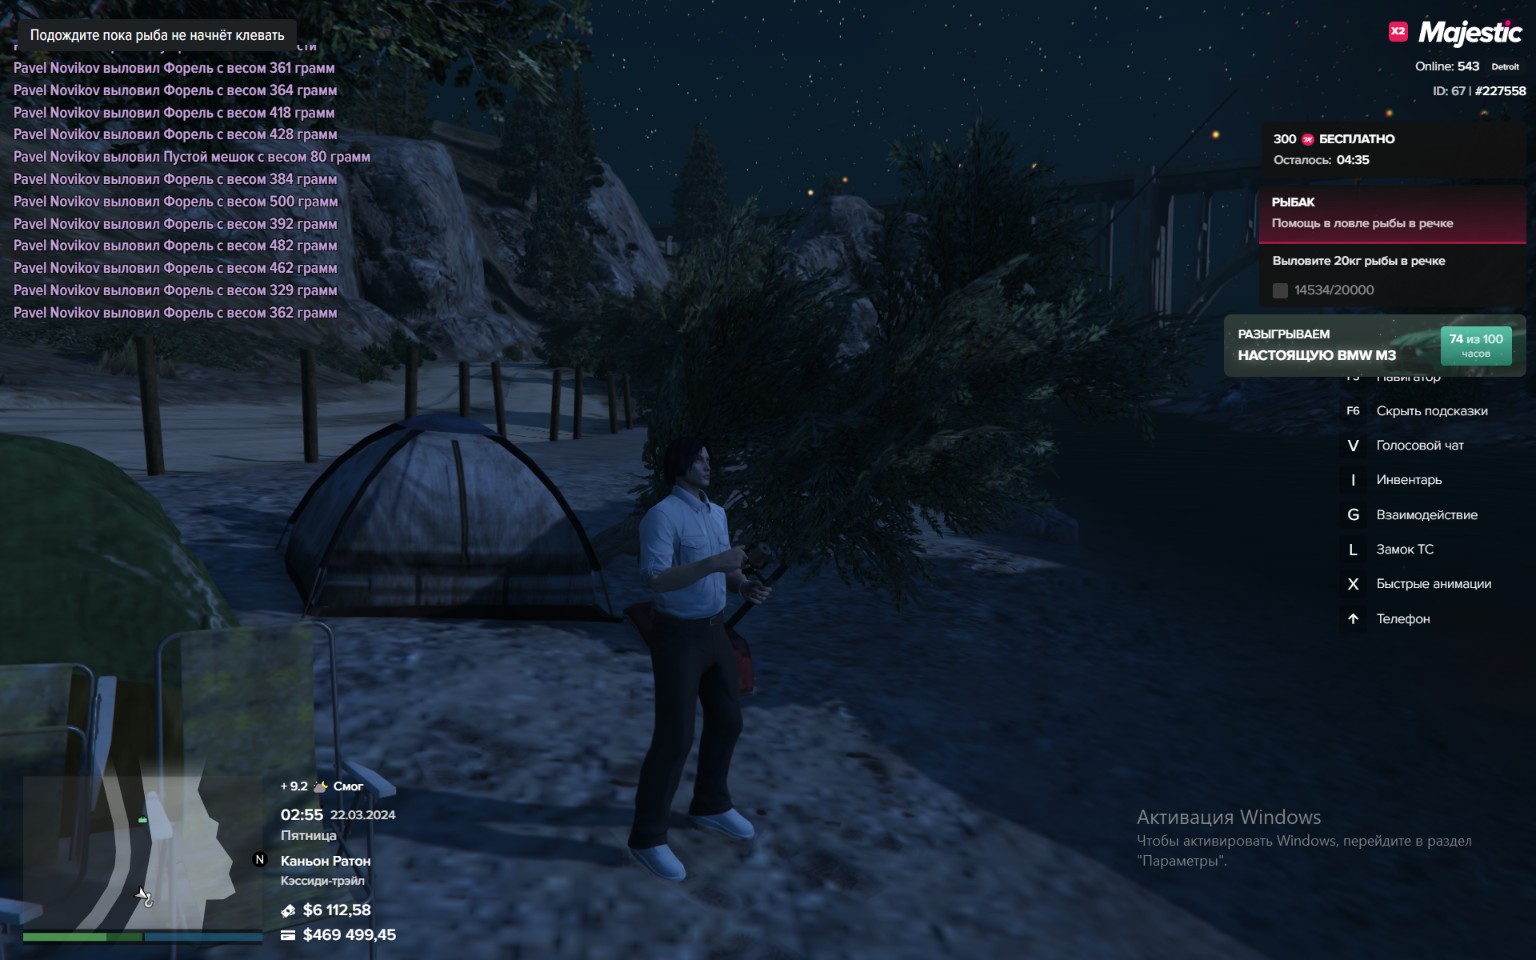 Подождите пока рыба не начнёт клевать
Pavel Novikov выловил Форель с весом 361 грамм
Pavel Novikov выловил Форель с весом 364 грамм
Pavel Novikov выловил Форель с весом 418 грамм
Pavel Novikov выловил Форель с весом 428 грамм
Pavel Novikov выловил Пустой мешок с весом 80 грамм
Pavel Novikov выловил Форель с весом 384 грамм
Pavel Novikov выловил Форель с весом 500 грамм
Pavel Novikov выловил Форель с весом 392 грамм
Pavel Novikov выловил Форель с весом 482 грамм
Pavel Novikov выловил Форель с весом 462 грамм
Pavel Novikov выловил Форель с весом 329 грамм
Pavel Novikov выловил Форель с весом 362 грамм
X2 Majestic
Online: 543 Detroit
ID: 67 | #227558
300 БЕСПЛАТНО
Осталось: 04:35
РЫБАК
Помощь в ловле рыбы в речке
Выловите 20кг рыбы в речке
14534/20000
РАЗЫГРЫВАЕМ
НАСТОЯЩУЮ BMW M3
74 из 100
часов
Навигатор
F6 Скрыть подсказки
V Голосовой чат
I Инвентарь
G Взаимодействие
L Замок ТС
X Быстрые анимации
Телефон
+ 9.2 Смог
02:55 22.03.2024
Пятница
N Каньон Ратон
Кэссиди-трэйл
$6 112,58
$469 499,45
Активация Windows
Чтобы активировать Windows, перейдите в раздел
"Параметры".